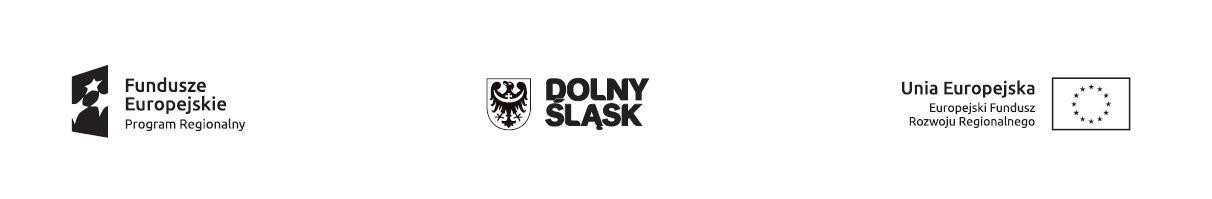 Fundusze
Europejskie
Program Regionalny
DOLNY
ŚLĄSK
Unia Europejska
Europejski Fundusz
Rozwoju Regionalnego